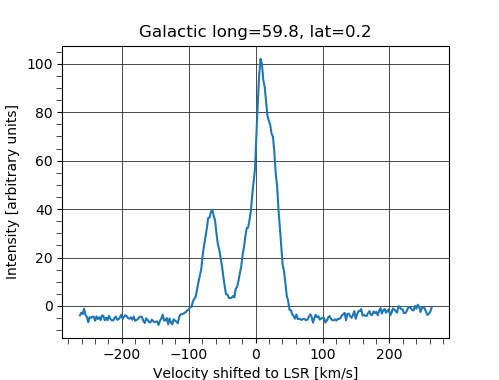 Galactic long=59.8, lat=0.2
100
80
60
40
20
0
Intensity [arbitrary units]
−200 −100 0 100 200
Velocity shifted to LSR [km/s]